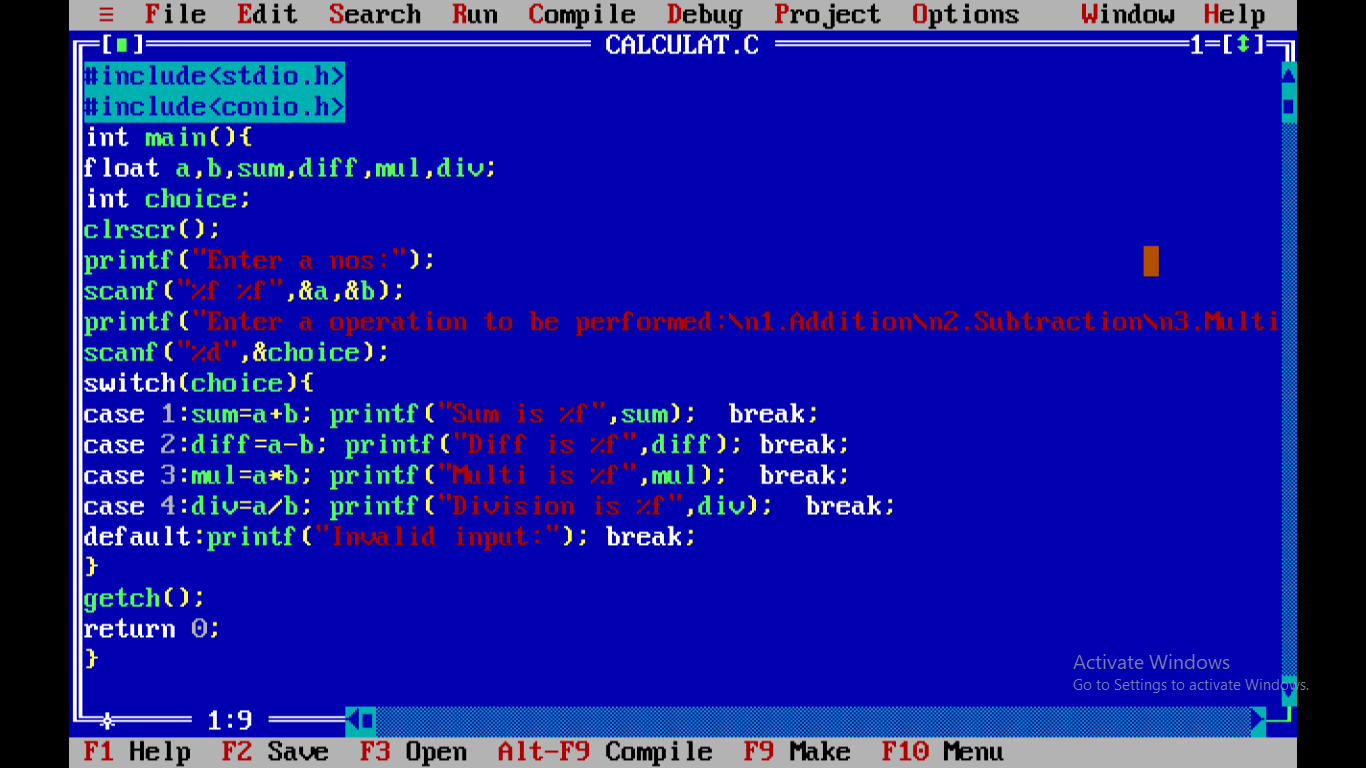 ≡ File Edit Search Run Compile Debug Project Options Window Help
[■] CALCULAT.C 1=[↕]
#include<stdio.h>
#include<conio.h>
int main(){
float a,b,sum,diff,mul,div;
int choice;
clrscr();
printf("Enter a nos:");
scanf("%f %f",&a,&b);
printf("Enter a operation to be performed:\n1.Addition\n2.Subtraction\n3.Multi
scanf("%d",&choice);
switch(choice){
case 1:sum=a+b; printf("Sum is %f",sum);  break;
case 2:diff=a-b; printf("Diff is %f",diff); break;
case 3:mul=a*b; printf("Multi is %f",mul);  break;
case 4:div=a/b; printf("Division is %f",div);  break;
default:printf("Invalid input:"); break;
}
getch();
return 0;
}
Activate Windows
Go to Settings to activate Windows.
1:9
F1 Help F2 Save F3 Open Alt-F9 Compile F9 Make F10 Menu